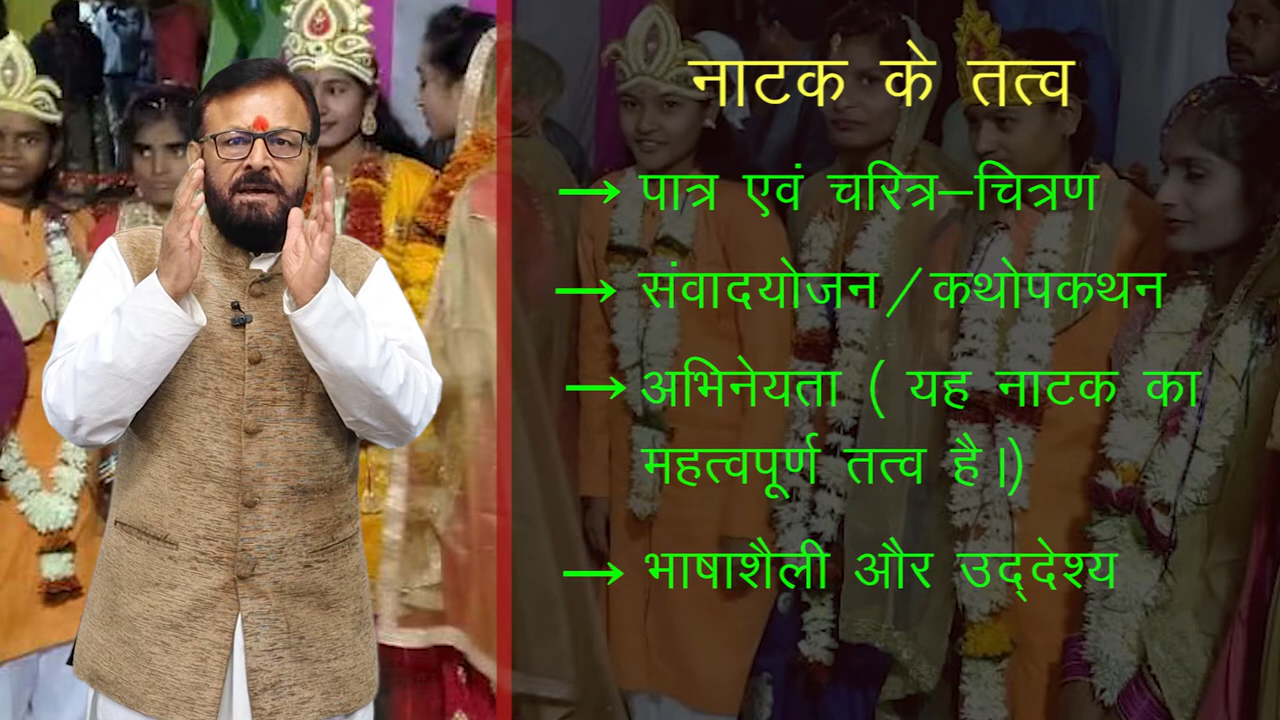 नाटक के तत्व
→ पात्र एवं चरित्र–चित्रण
→ संवादयोजन/कथोपकथन
→ अभिनेयता ( यह नाटक का
महत्वपूर्ण तत्व है।)
→ भाषाशैली और उद्‌देश्य